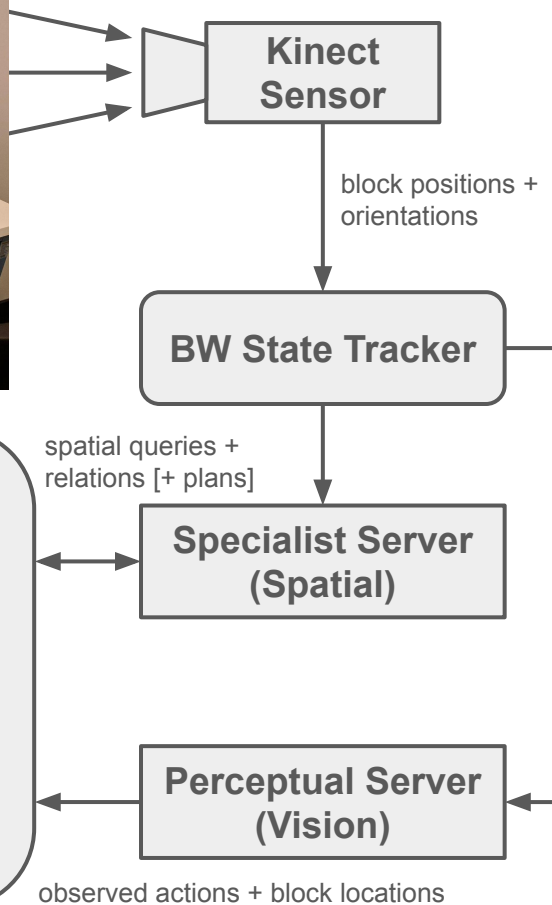 Kinect
Sensor
block positions +
orientations
BW State Tracker
spatial queries +
relations [+ plans]
Specialist Server
(Spatial)
Perceptual Server
(Vision)
observed actions + block locations